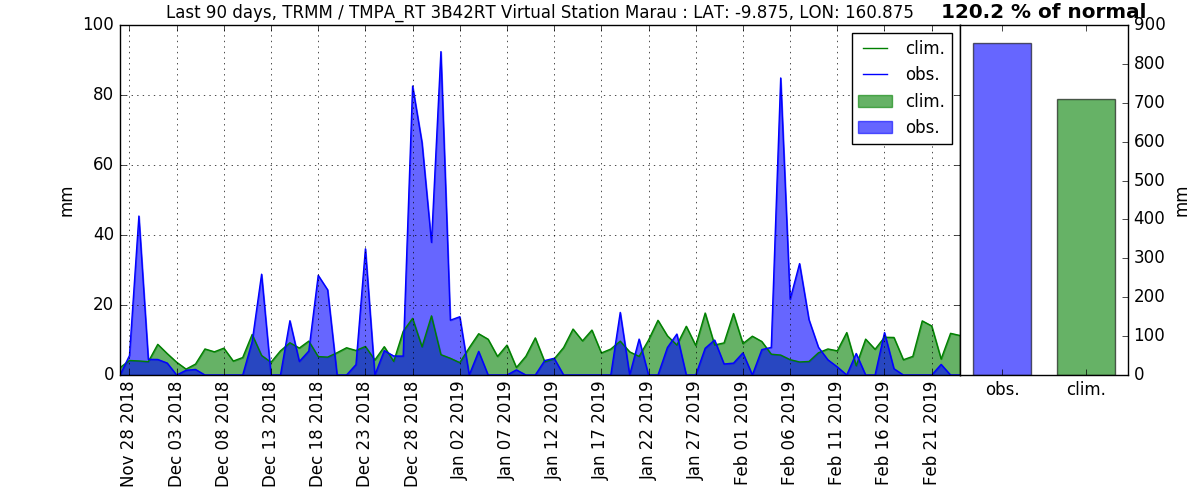 Last 90 days, TRMM / TMPA_RT 3B42RT Virtual Station Marau : LAT: -9.875, LON: 160.875
120.2 % of normal
100
80
60
40
20
0
mm
clim.
obs.
clim.
obs.
900
800
700
600
500
400
300
200
100
0
mm
Nov 28 2018
Dec 03 2018
Dec 08 2018
Dec 13 2018
Dec 18 2018
Dec 23 2018
Dec 28 2018
Jan 02 2019
Jan 07 2019
Jan 12 2019
Jan 17 2019
Jan 22 2019
Jan 27 2019
Feb 01 2019
Feb 06 2019
Feb 11 2019
Feb 16 2019
Feb 21 2019
obs.
clim.